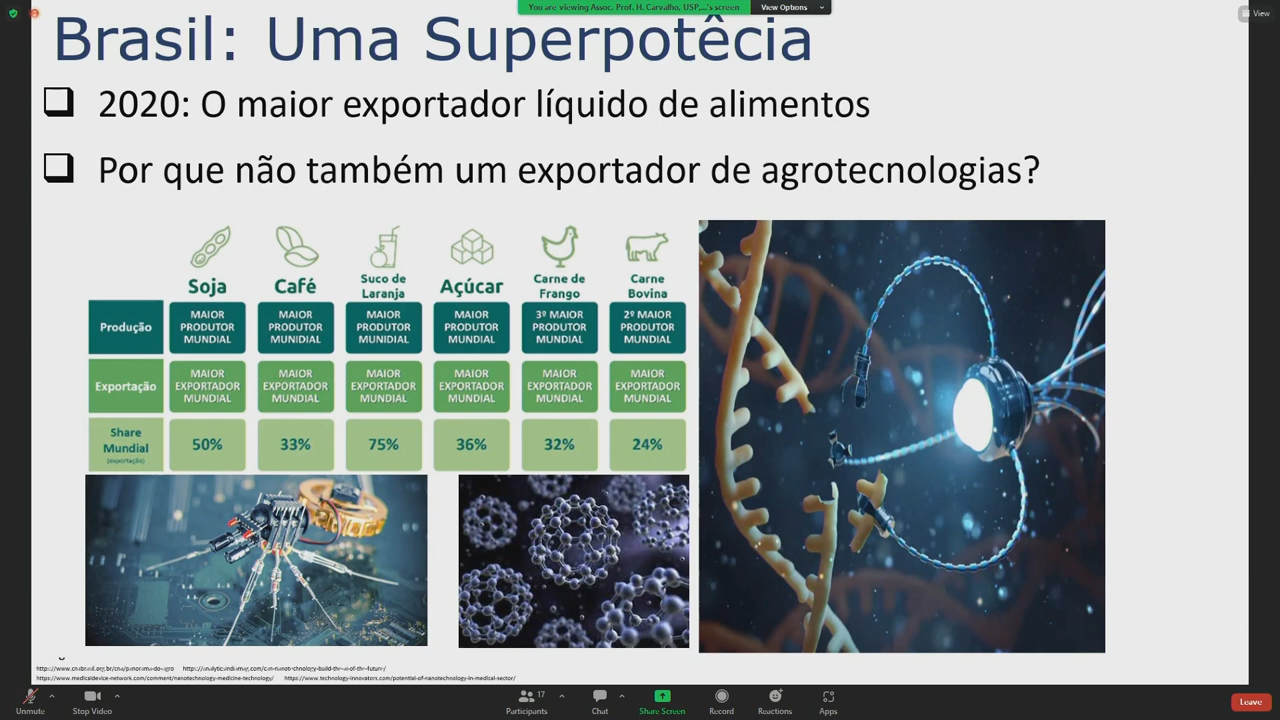 You are viewing Assoc. Prof. H. Carvalho, USP,...'s screen
View Options
View
Brasil: Uma Superpotêcia
2020: O maior exportador líquido de alimentos
Por que não também um exportador de agrotecnologias?
Soja
Café
Suco de
Laranja
Açúcar
Carne de
Frango
Carne
Bovina
Produção
MAIOR
PRODUTOR
MUNDIAL
MAIOR
PRODUTOR
MUNIDIAL
MAIOR
PRODUTOR
MUNDIAL
MAIOR
PRODUTOR
MUNDIAL
3º MAIOR
PRODUTOR
MUNDIAL
2º MAIOR
PRODUTOR
MUNDIAL
Exportação
MAIOR
EXPORTADOR
MUNDIAL
MAIOR
EXPORTADOR
MUNDIAL
MAIOR
EXPORTADOR
MUNDIAL
MAIOR
EXPORTADOR
MUNDIAL
MAIOR
EXPORTADOR
MUNDIAL
MAIOR
EXPORTADOR
MUNDIAL
Share
Mundial
(exportação)
50%
33%
75%
36%
32%
24%
https://www.medicaldevice-network.com/comment/nanotechnology-medicine-technology/ https://www.technology-innovators.com/potential-of-nanotechnology-in-medical-sector/
Unmute
Stop Video
Participants
17
Chat
Share Screen
Record
Reactions
Apps
Leave